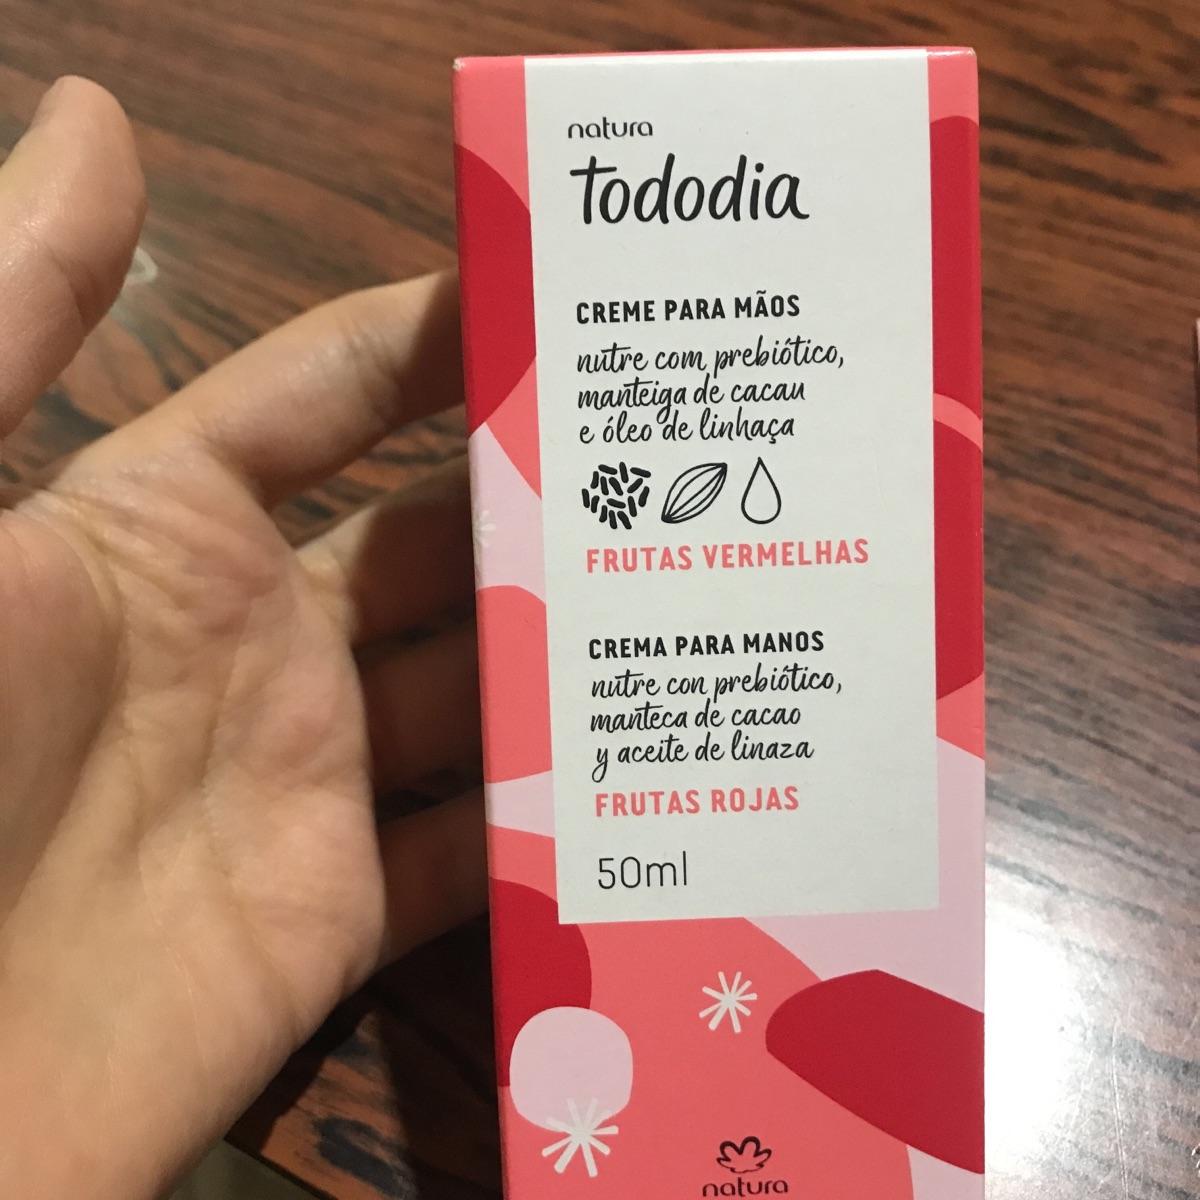 natura
Tododia
CREME PARA MÃOS
nutre com prebiótico,
manteiga de cacau
e óleo de linhaça
FRUTAS VERMELHAS
CREMA PARA MANOS
nutre con prebiótico,
manteca de cacao
y aceite de linaza
FRUTAS ROJAS
50ml
natura